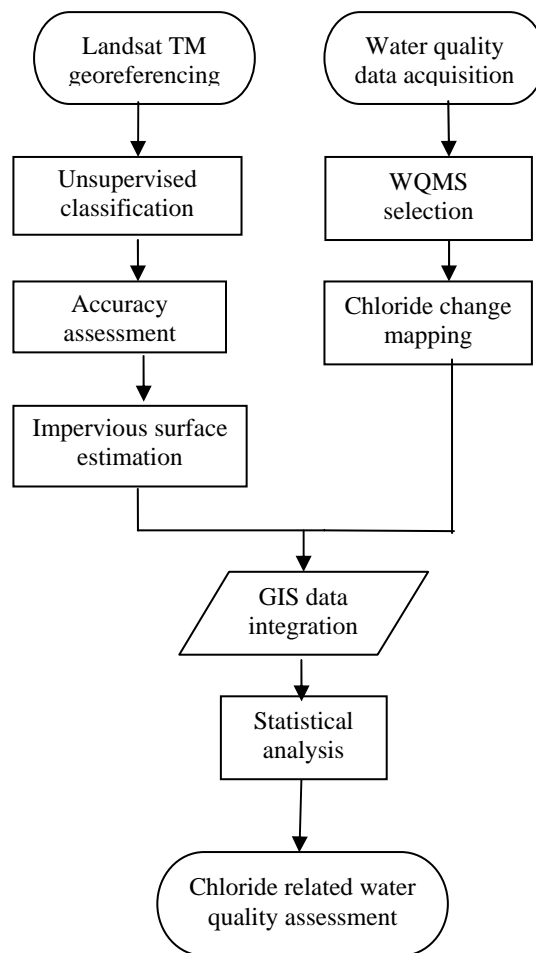 Landsat TM
georeferencing
Water quality
data acquisition
Unsupervised
classification
WQMS
selection
Accuracy
assessment
Chloride change
mapping
Impervious surface
estimation
GIS data
integration
Statistical
analysis
Chloride related water
quality assessment